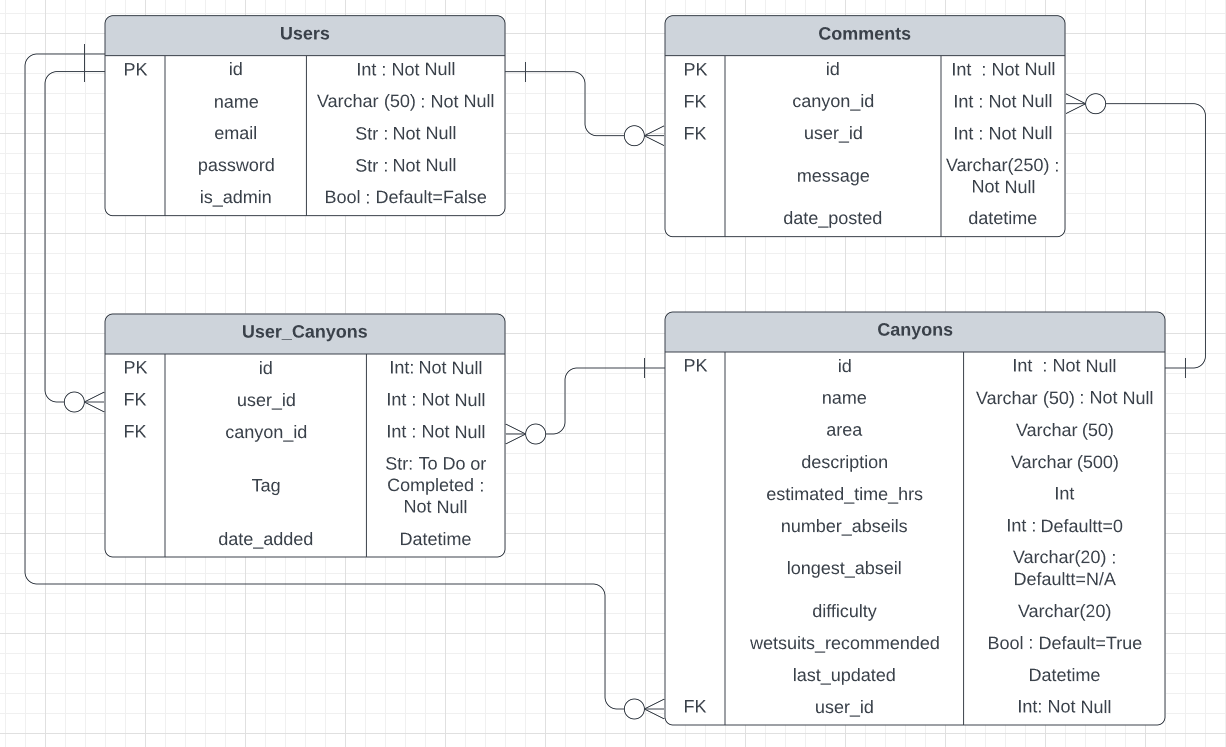 Users
PK id Int : Not Null
name Varchar (50) : Not Null
email Str : Not Null
password Str : Not Null
is_admin Bool : Default=False
Comments
PK id Int : Not Null
FK canyon_id Int : Not Null
FK user_id Int : Not Null
message Varchar(250) :
Not Null
date_posted datetime
User_Canyons
PK id Int: Not Null
FK user_id Int : Not Null
FK canyon_id Int : Not Null
Tag Str: To Do or
Completed :
Not Null
date_added Datetime
Canyons
PK id Int : Not Null
name Varchar (50) : Not Null
area Varchar (50)
description Varchar (500)
estimated_time_hrs Int
number_abseils Int : Defaultt=0
longest_abseil Varchar(20) :
Defaultt=N/A
difficulty Varchar(20)
wetsuits_recommended Bool : Default=True
last_updated Datetime
FK user_id Int: Not Null